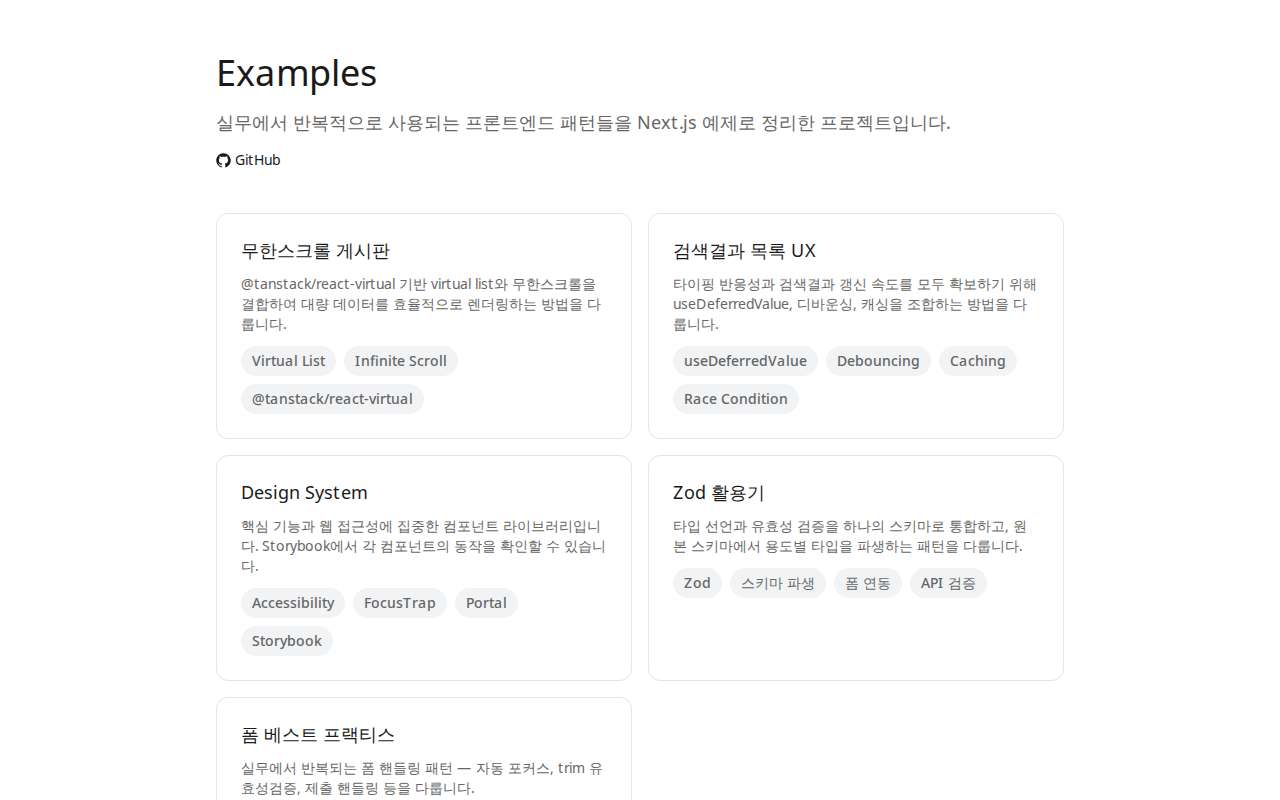 Examples
실무에서 반복적으로 사용되는 프론트엔드 패턴들을 Next.js 예제로 정리한 프로젝트입니다.
GitHub
무한스크롤 게시판
@tanstack/react-virtual 기반 virtual list와 무한스크롤을
결합하여 대량 데이터를 효율적으로 렌더링하는 방법을 다
룹니다.
Virtual List
Infinite Scroll
@tanstack/react-virtual
검색결과 목록 UX
타이핑 반응성과 검색결과 갱신 속도를 모두 확보하기 위해
useDeferredValue, 디바운싱, 캐싱을 조합하는 방법을 다
룹니다.
useDeferredValue
Debouncing
Caching
Race Condition
Design System
핵심 기능과 웹 접근성에 집중한 컴포넌트 라이브러리입니
다. Storybook에서 각 컴포넌트의 동작을 확인할 수 있습니
다.
Accessibility
FocusTrap
Portal
Storybook
Zod 활용기
타입 선언과 유효성 검증을 하나의 스키마로 통합하고, 원
본 스키마에서 용도별 타입을 파생하는 패턴을 다룹니다.
Zod
스키마 파생
폼 연동
API 검증
폼 베스트 프랙티스
실무에서 반복되는 폼 핸들링 패턴 — 자동 포커스, trim 유
효성검증, 제출 핸들링 등을 다룹니다.